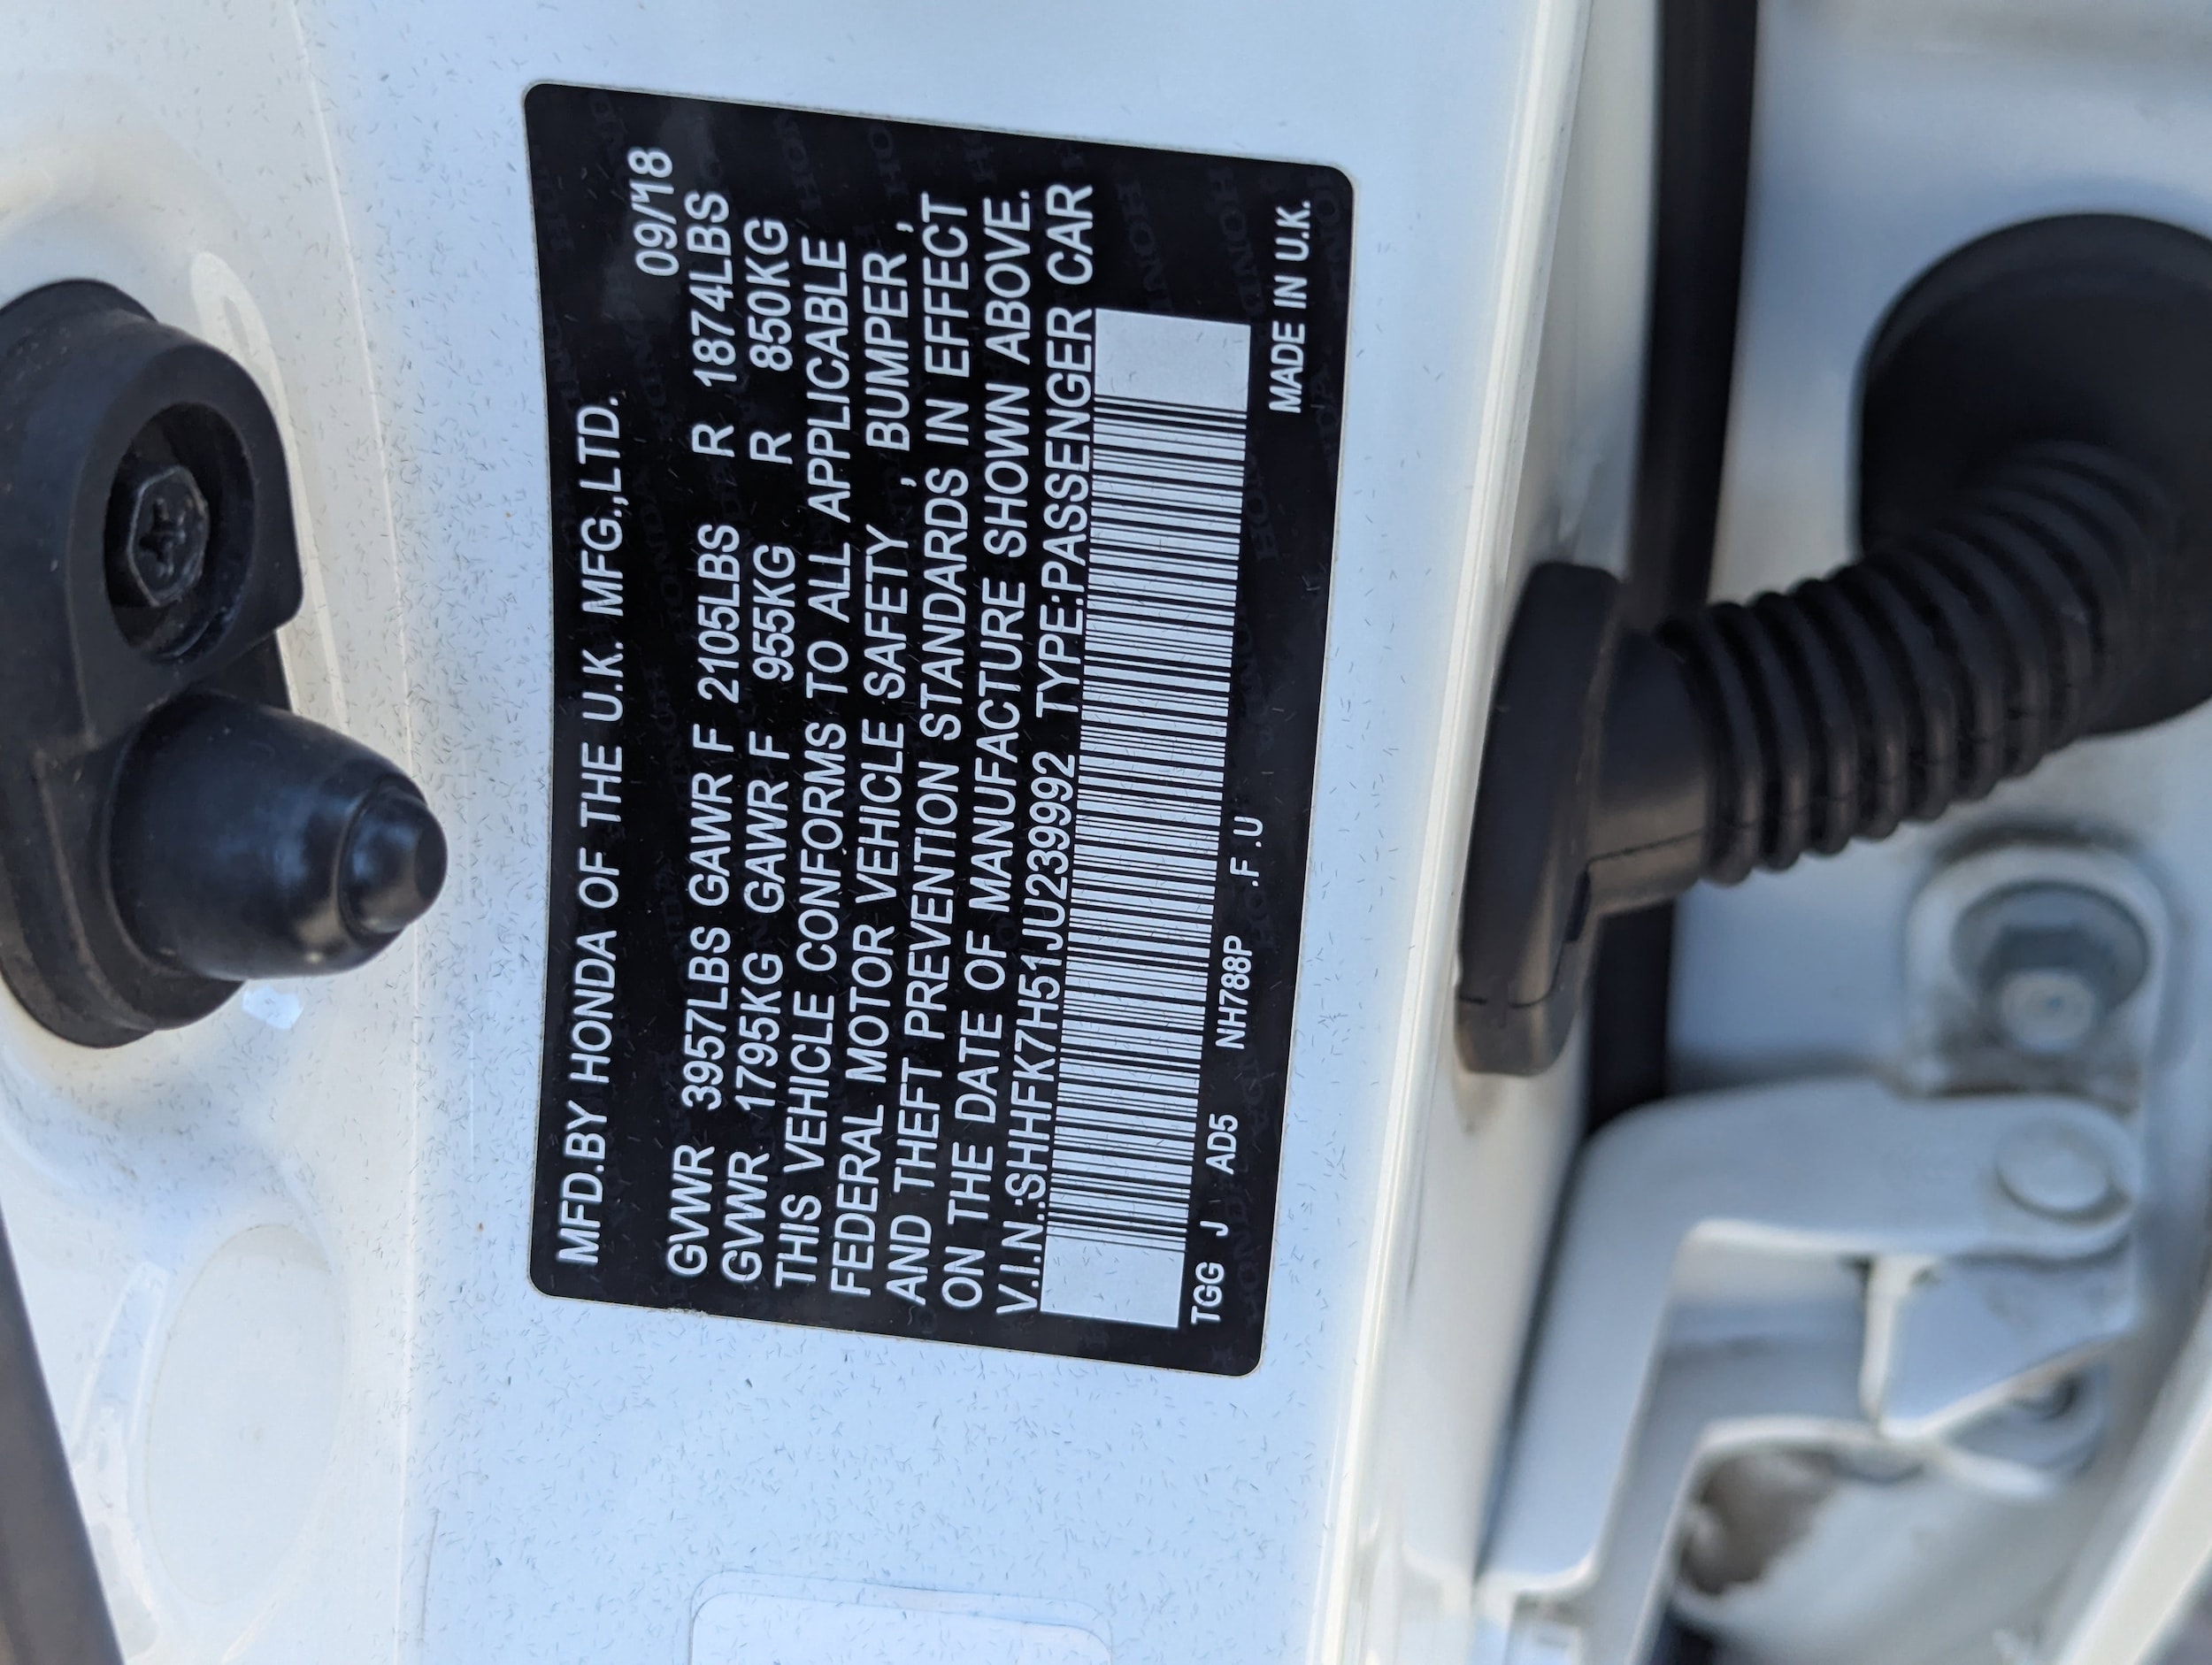 MFD.BY HONDA OF THE U.K. MFG.,LTD.
09/18
GVWR 3957LBS GAWR F 2105LBS R 1874LBS
GVWR 1795KG GAWR F 955KG R 850KG
THIS VEHICLE CONFORMS TO ALL APPLICABLE
FEDERAL MOTOR VEHICLE SAFETY , BUMPER ,
AND THEFT PREVENTION STANDARDS IN EFFECT
ON THE DATE OF MANUFACTURE SHOWN ABOVE.
V.I.N.:SHHFK7H51JU239992 TYPE:PASSENGER CAR
TGG J AD5 NH788P .F .U
MADE IN U.K.